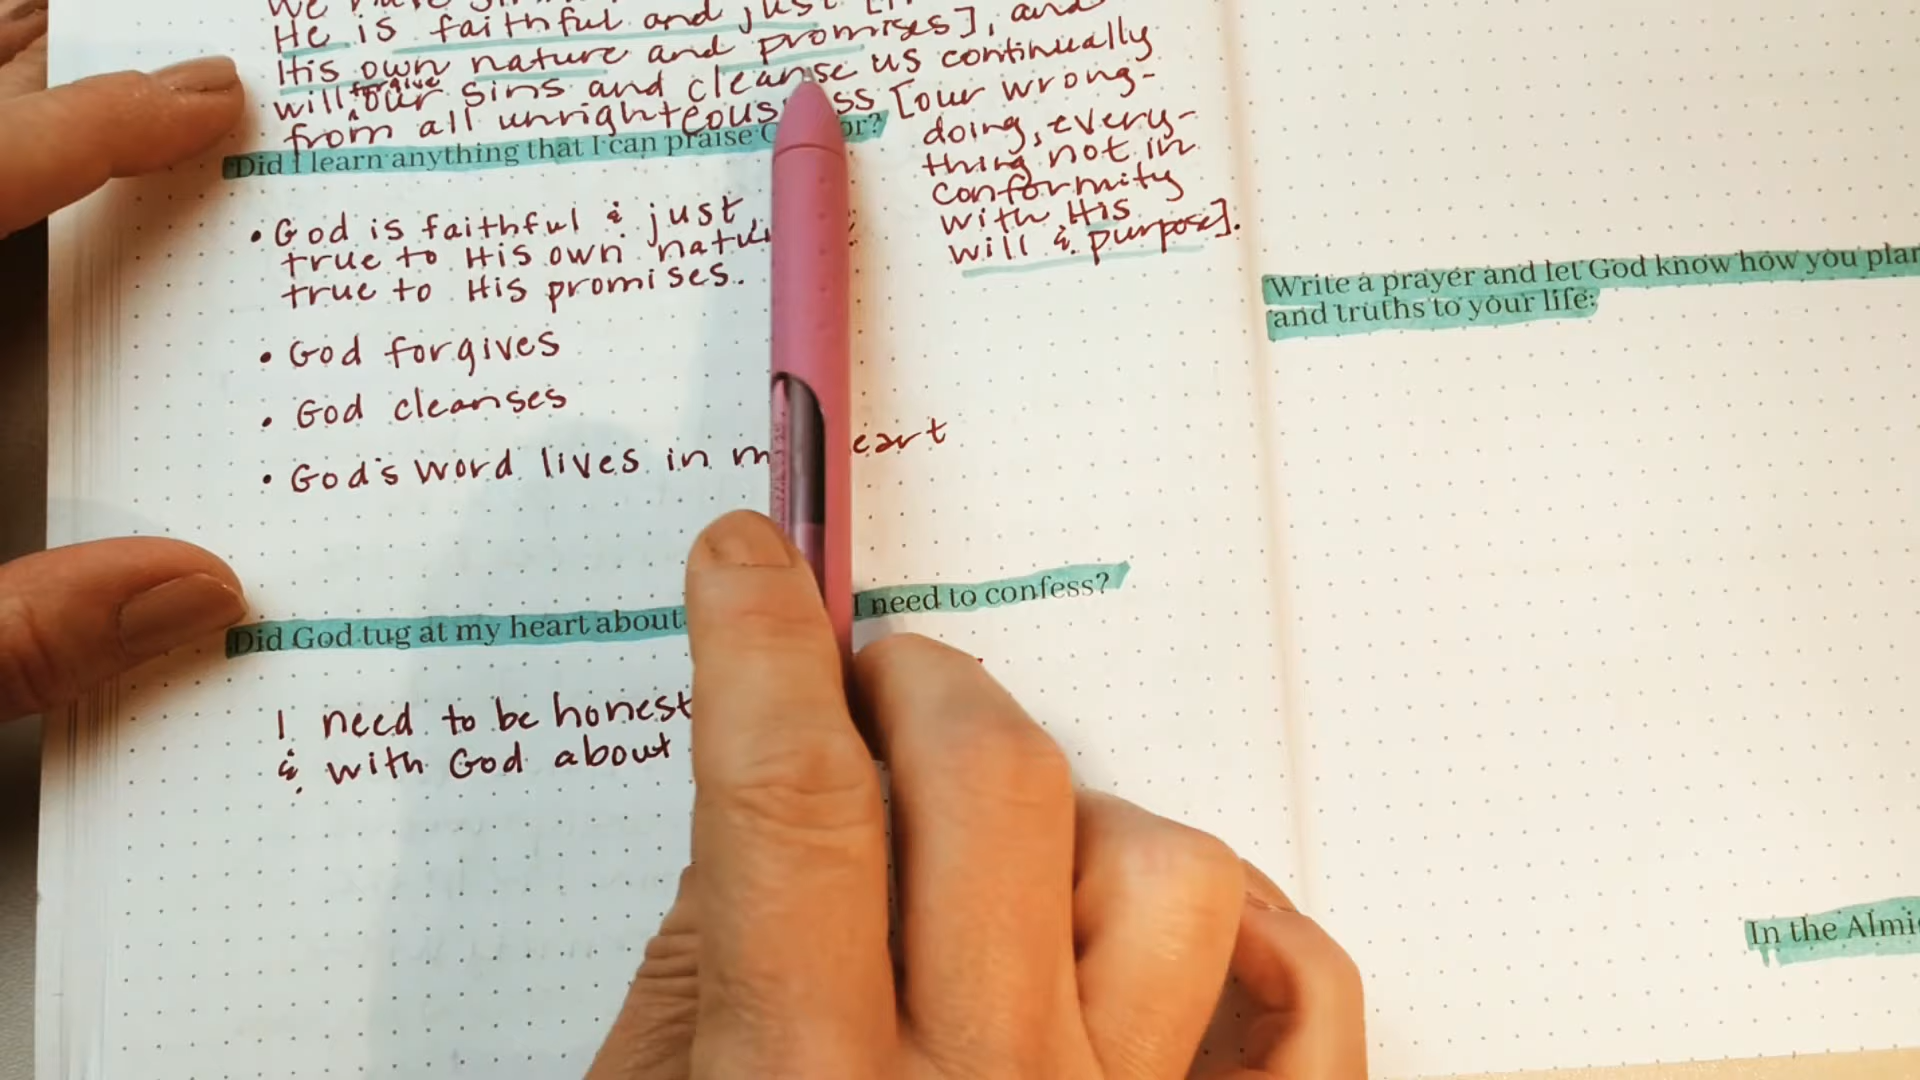 He is faithful and just
His own nature and promises], and
will forgive our sins and cleanse us continually
from all unrighteous ss [our wrong-
doing, every-
thing not in
conformity
with His
will & purpose].
Did I learn anything that I can praise or?
• God is faithful & just,
true to His own natu
true to His promises.
• God forgives
• God cleanses
• God's word lives in m eart
Did God tug at my heart about I need to confess?
I need to be honest
& with God about
Write a prayer and let God know how you plan
and truths to your life:
In the Almi